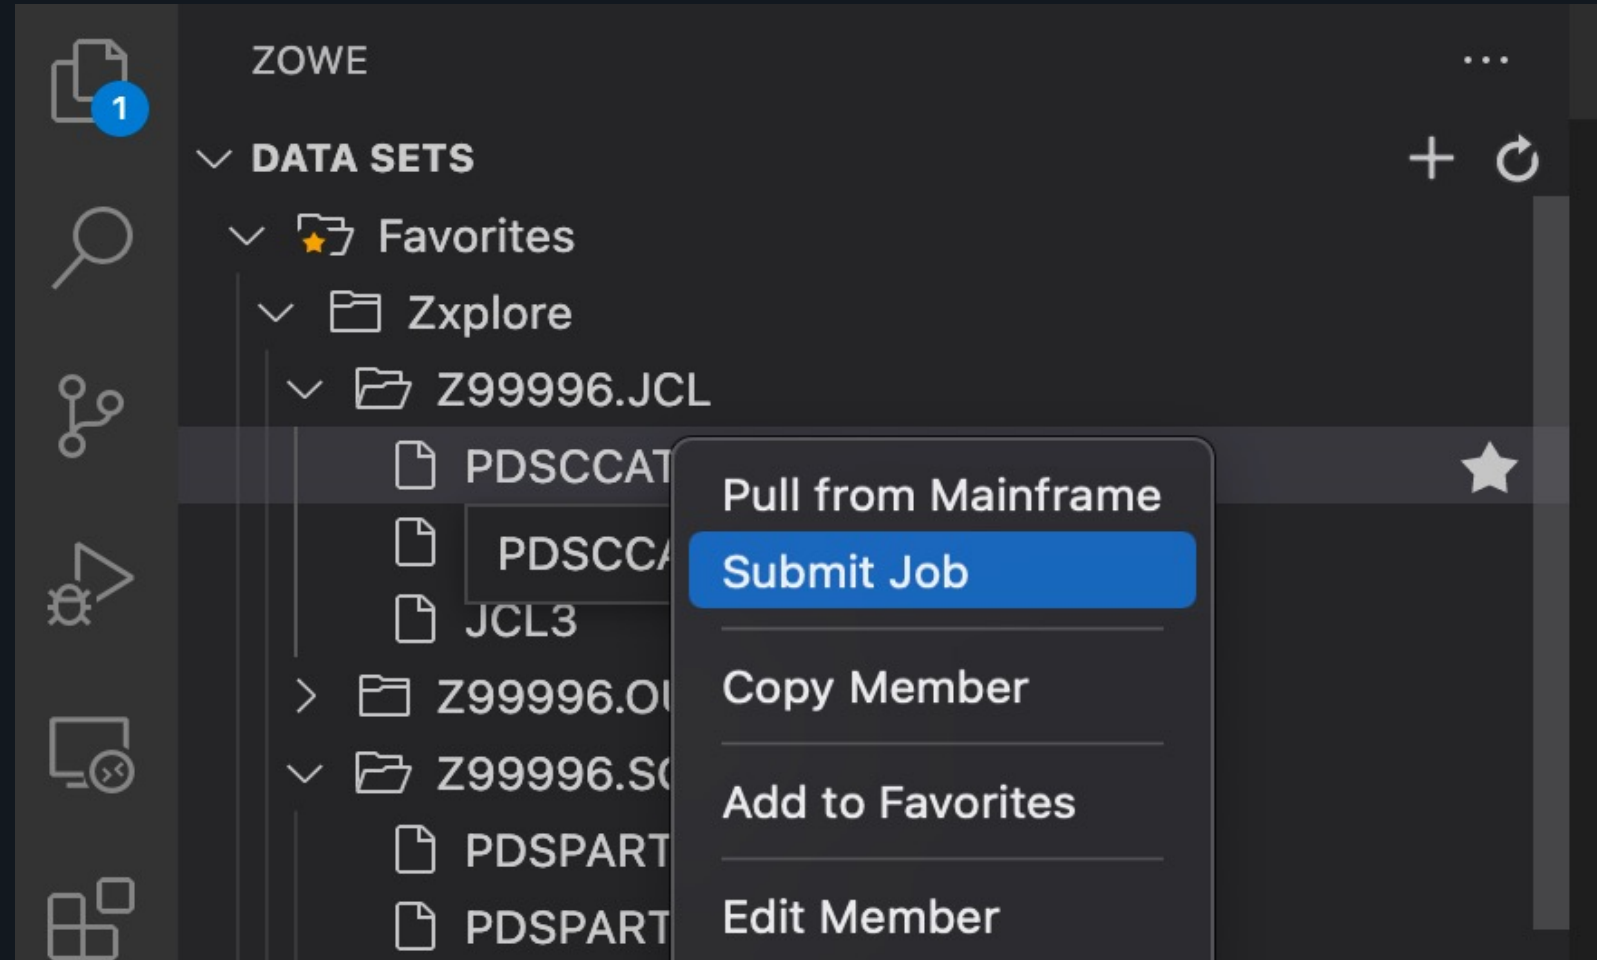 1
ZOWE
DATA SETS
Favorites
Zxplore
Z99996.JCL
PDSCCAT
PDSCCA
JCL3
Z99996.OU
Z99996.SO
PDSPART
PDSPART
Pull from Mainframe
Submit Job
Copy Member
Add to Favorites
Edit Member